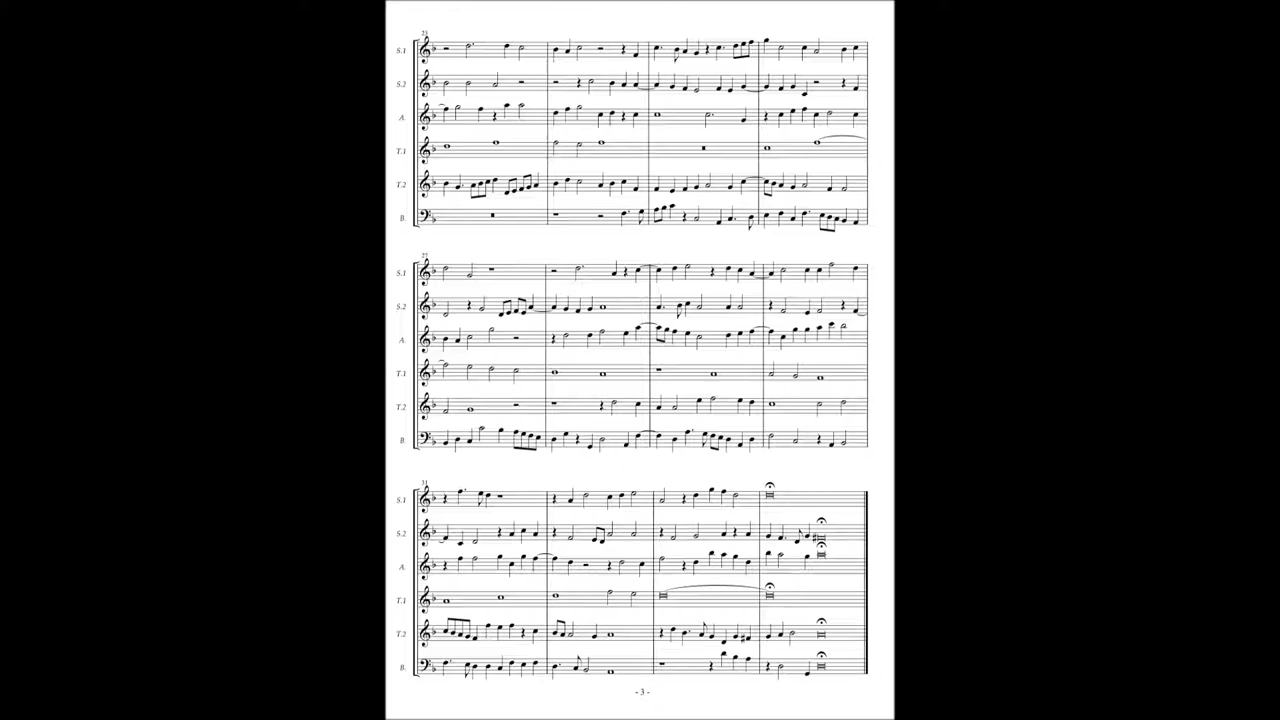 23
S.1
S.2
A.
T.1
T.2
B.
27
S.1
S.2
A.
T.1
T.2
B.
31
S.1
S.2
A.
T.1
T.2
B.
- 3 -